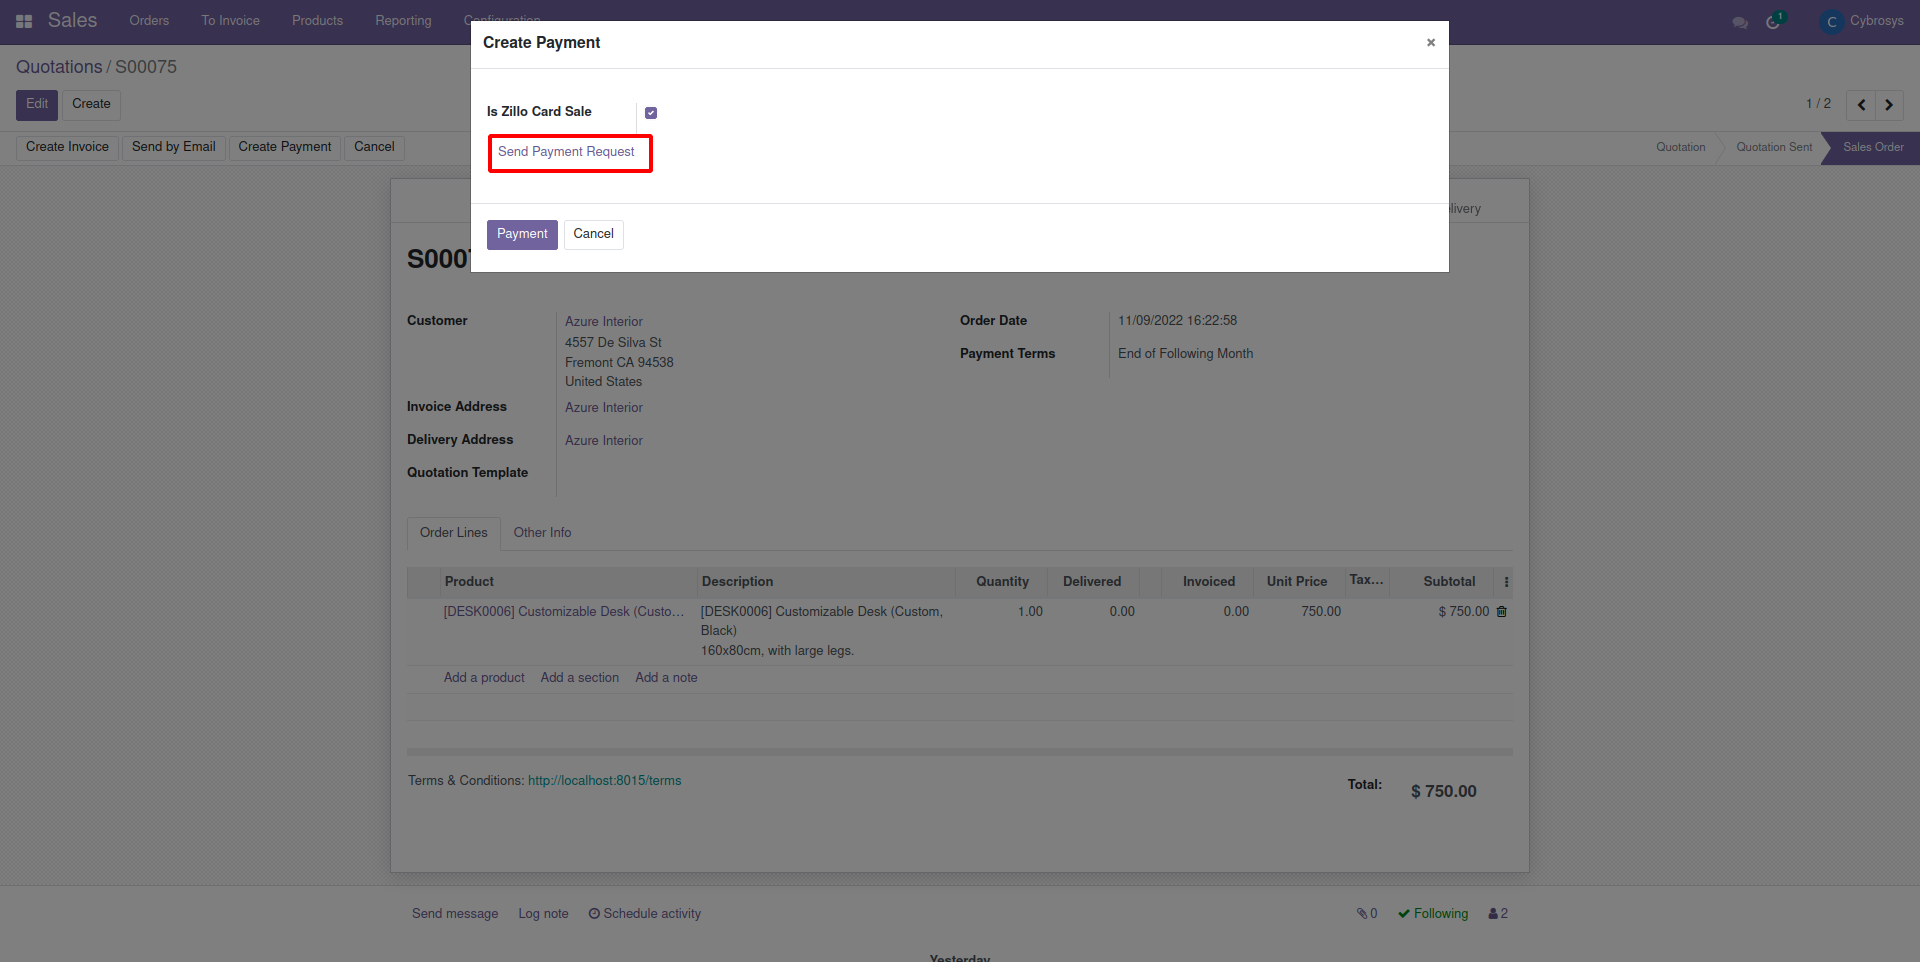 Sales Orders To Invoice Products Reporting Configuration 1 C Cybrosys
Quotations / S00075
Edit Create
1 / 2
Create Invoice Send by Email Create Payment Cancel
Quotation Quotation Sent Sales Order
Create Payment ×
Is Zillo Card Sale
Send Payment Request
Payment Cancel
livery
S0007
Customer
Azure Interior
4557 De Silva St
Fremont CA 94538
United States
Order Date 11/09/2022 16:22:58
Payment Terms End of Following Month
Invoice Address Azure Interior
Delivery Address Azure Interior
Quotation Template
Order Lines Other Info
Product Description Quantity Delivered Invoiced Unit Price Tax... Subtotal
[DESK0006] Customizable Desk (Custo... [DESK0006] Customizable Desk (Custom, 1.00 0.00 0.00 750.00 $ 750.00
Black)
160x80cm, with large legs.
Add a product Add a section Add a note
Terms & Conditions: http://localhost:8015/terms
Total: $ 750.00
Send message Log note Schedule activity 0 Following 2
Yesterday